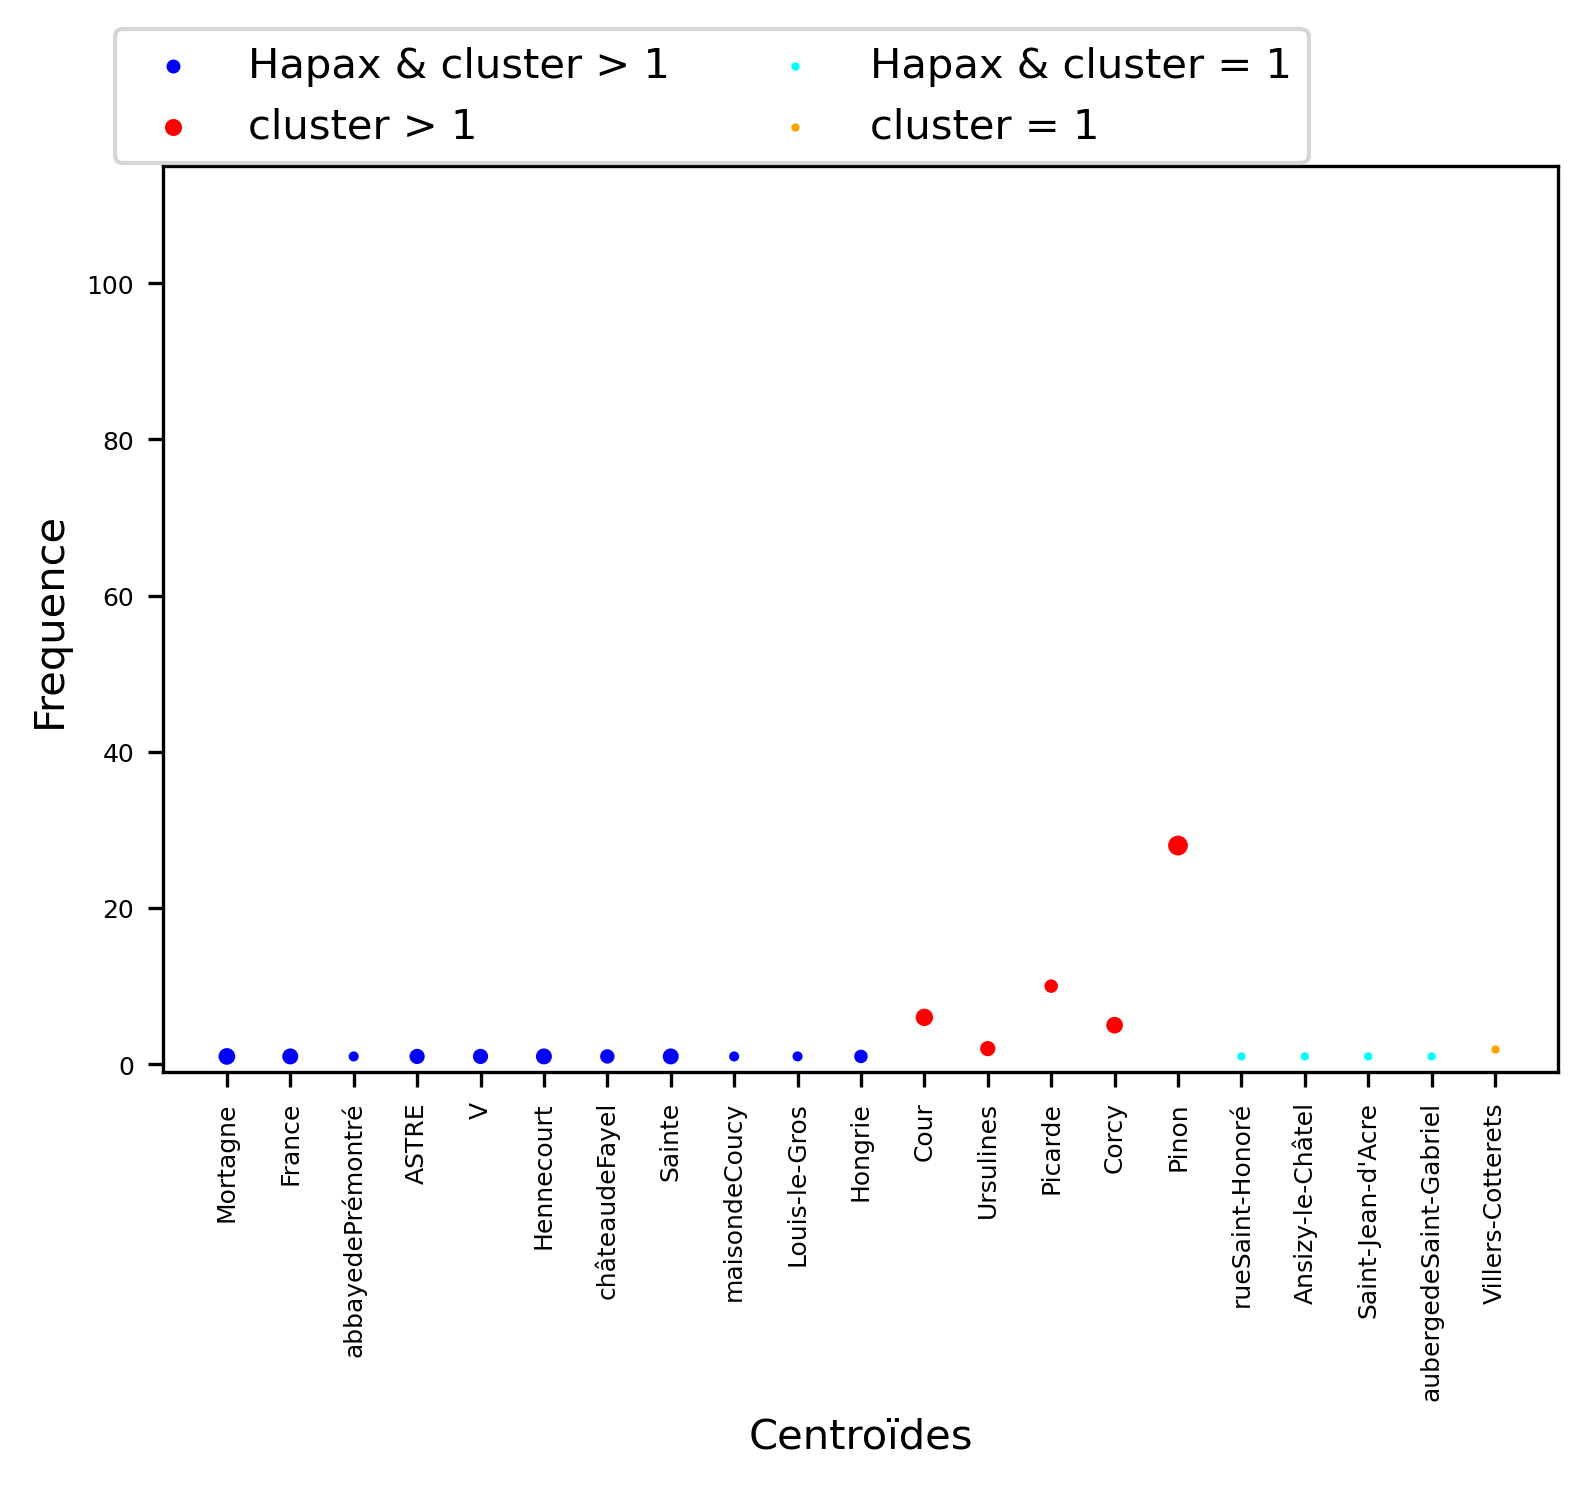 Hapax & cluster > 1
cluster > 1
Hapax & cluster = 1
cluster = 1
Frequence
100
80
60
40
20
0
Mortagne
France
abbayedePrémontré
ASTRE
V
Hennecourt
châteaudeFayel
Sainte
maisondeCoucy
Louis-le-Gros
Hongrie
Cour
Ursulines
Picarde
Corcy
Pinon
rueSaint-Honoré
Ansizy-le-Châtel
Saint-Jean-d'Acre
aubergedeSaint-Gabriel
Villers-Cotterets
Centroïdes